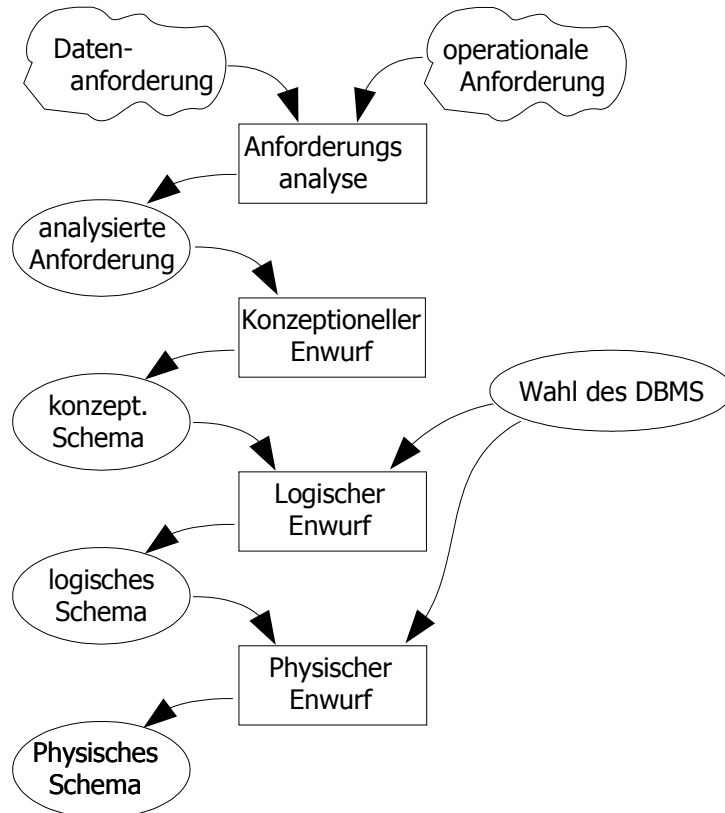 Daten-
anforderung
operationale
Anforderung
Anforderungs
analyse
analysierte
Anforderung
Konzeptioneller
Enwurf
konzept.
Schema
Wahl des DBMS
Logischer
Enwurf
logisches
Schema
Physischer
Enwurf
Physisches
Schema